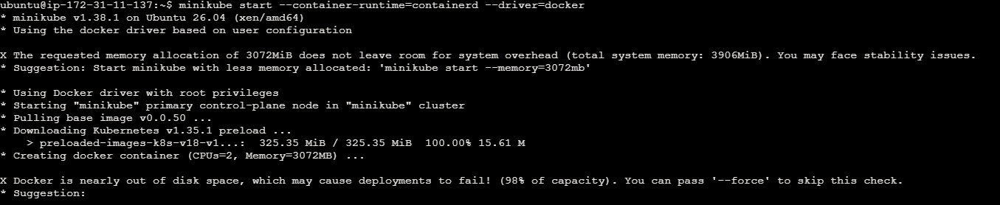 ubuntu@ip-172-31-11-137:~$ minikube start --container-runtime=containerd --driver=docker
* minikube v1.38.1 on Ubuntu 26.04 (xen/amd64)
* Using the docker driver based on user configuration
X The requested memory allocation of 3072MiB does not leave room for system overhead (total system memory: 3906MiB). You may face stability issues.
* Suggestion: Start minikube with less memory allocated: 'minikube start --memory=3072mb'
* Using Docker driver with root privileges
* Starting "minikube" primary control-plane node in "minikube" cluster
* Pulling base image v0.0.50 ...
* Downloading Kubernetes v1.35.1 preload ...
    > preloaded-images-k8s-v18-v1...:  325.35 MiB / 325.35 MiB  100.00% 15.61 M
* Creating docker container (CPUs=2, Memory=3072MB) ...
X Docker is nearly out of disk space, which may cause deployments to fail! (98% of capacity). You can pass '--force' to skip this check.
* Suggestion: